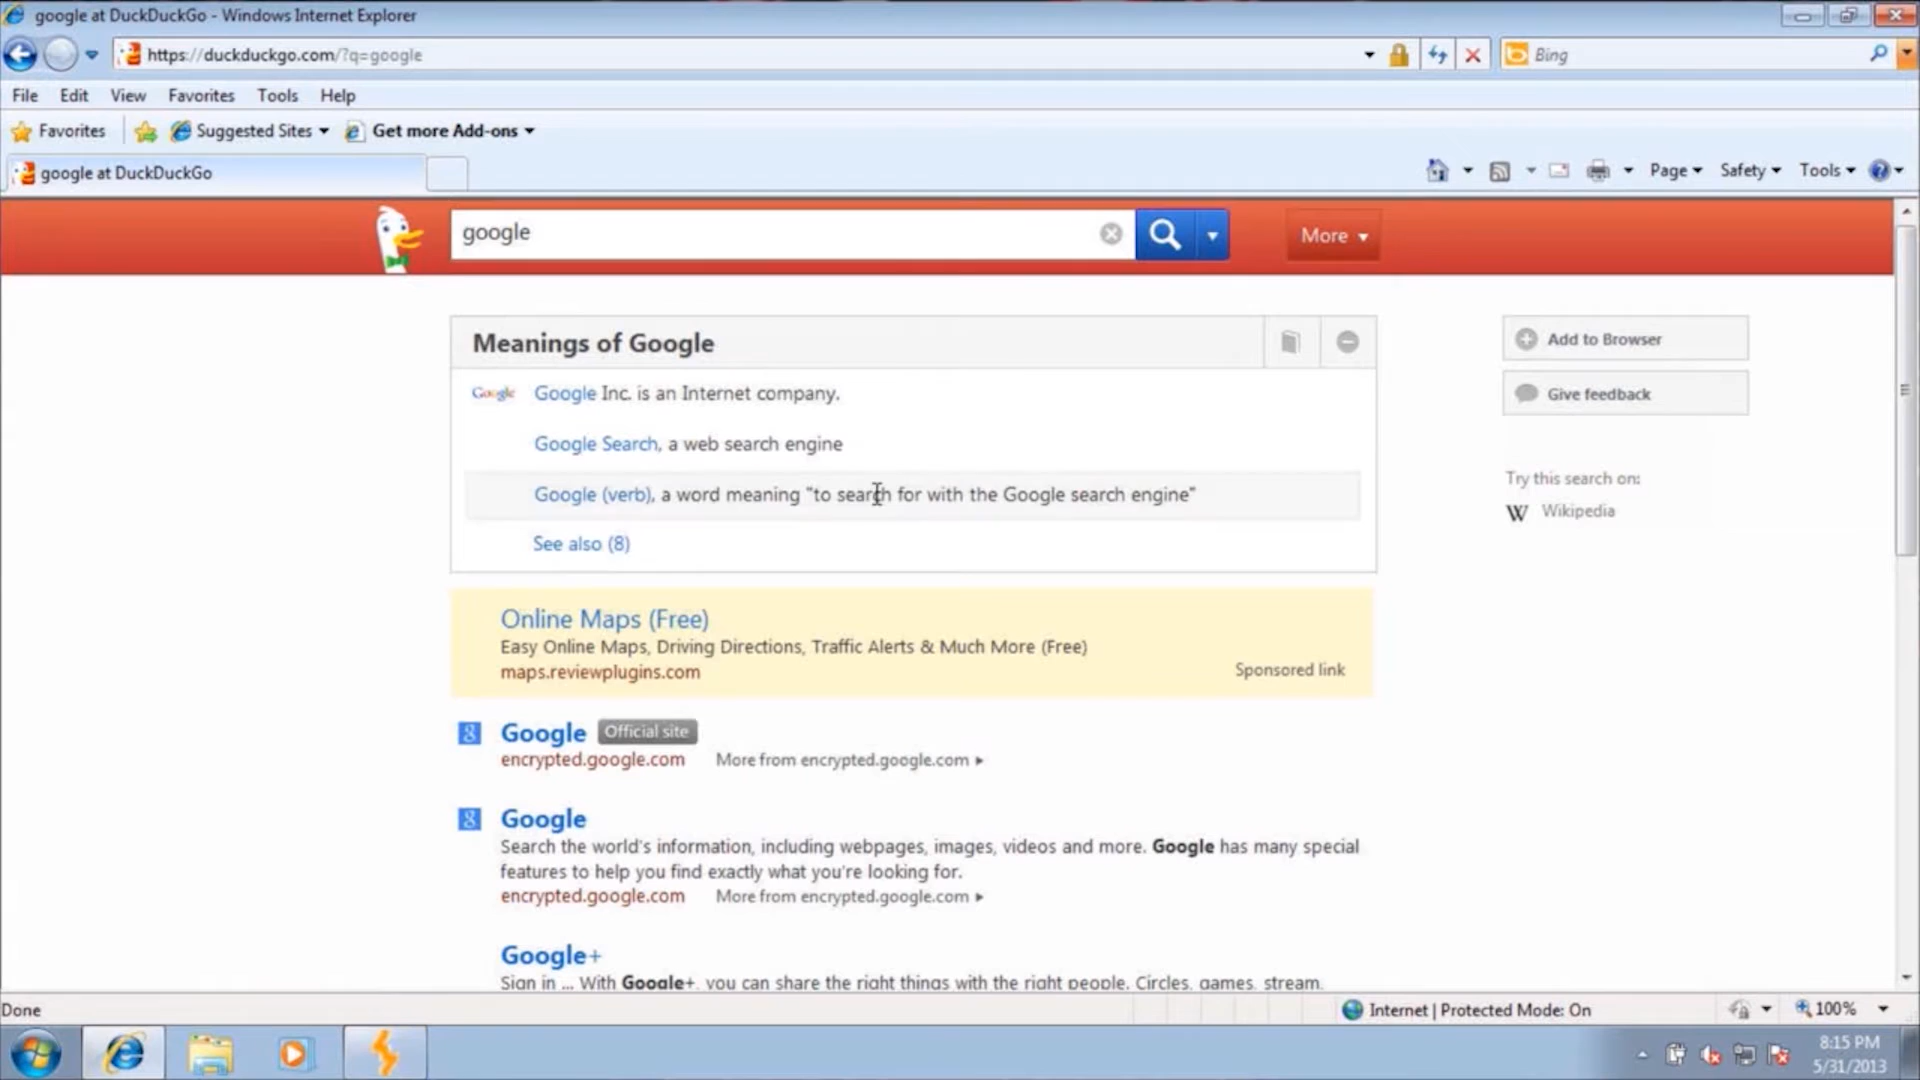 google at DuckDuckGo - Windows Internet Explorer
https://duckduckgo.com/?q=google
Bing
File Edit View Favorites Tools Help
Favorites Suggested Sites Get more Add-ons
google at DuckDuckGo
Page Safety Tools
google
More
Meanings of Google
Add to Browser
Google Google Inc. is an Internet company.
Give feedback
Google Search, a web search engine
Try this search on:
Google (verb), a word meaning "to search for with the Google search engine"
W Wikipedia
See also (8)
Online Maps (Free)
Easy Online Maps, Driving Directions, Traffic Alerts & Much More (Free)
maps.reviewplugins.com
Sponsored link
8 Google Official site
encrypted.google.com More from encrypted.google.com
8 Google
Search the world's information, including webpages, images, videos and more. Google has many special
features to help you find exactly what you're looking for.
encrypted.google.com More from encrypted.google.com
Google+
Sign in ... With Google+, you can share the right things with the right people. Circles, games, stream.
Done
Internet | Protected Mode: On
100%
8:15 PM
5/31/2013